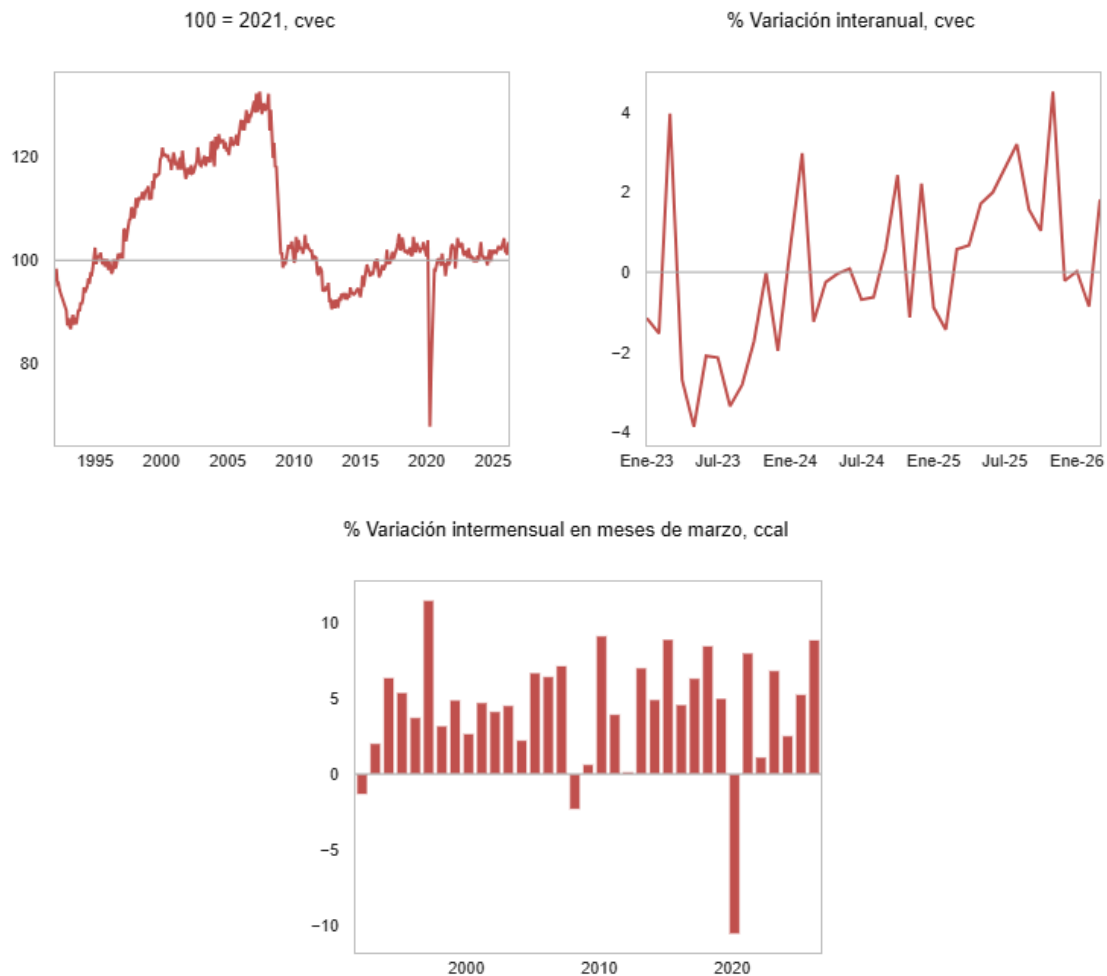 100 = 2021, cvec
120
100
80
1995 2000 2005 2010 2015 2020 2025
% Variación interanual, cvec
4
2
0
−2
−4
Ene-23 Jul-23 Ene-24 Jul-24 Ene-25 Jul-25 Ene-26
% Variación intermensual en meses de marzo, ccal
10
5
0
−5
−10
2000 2010 2020